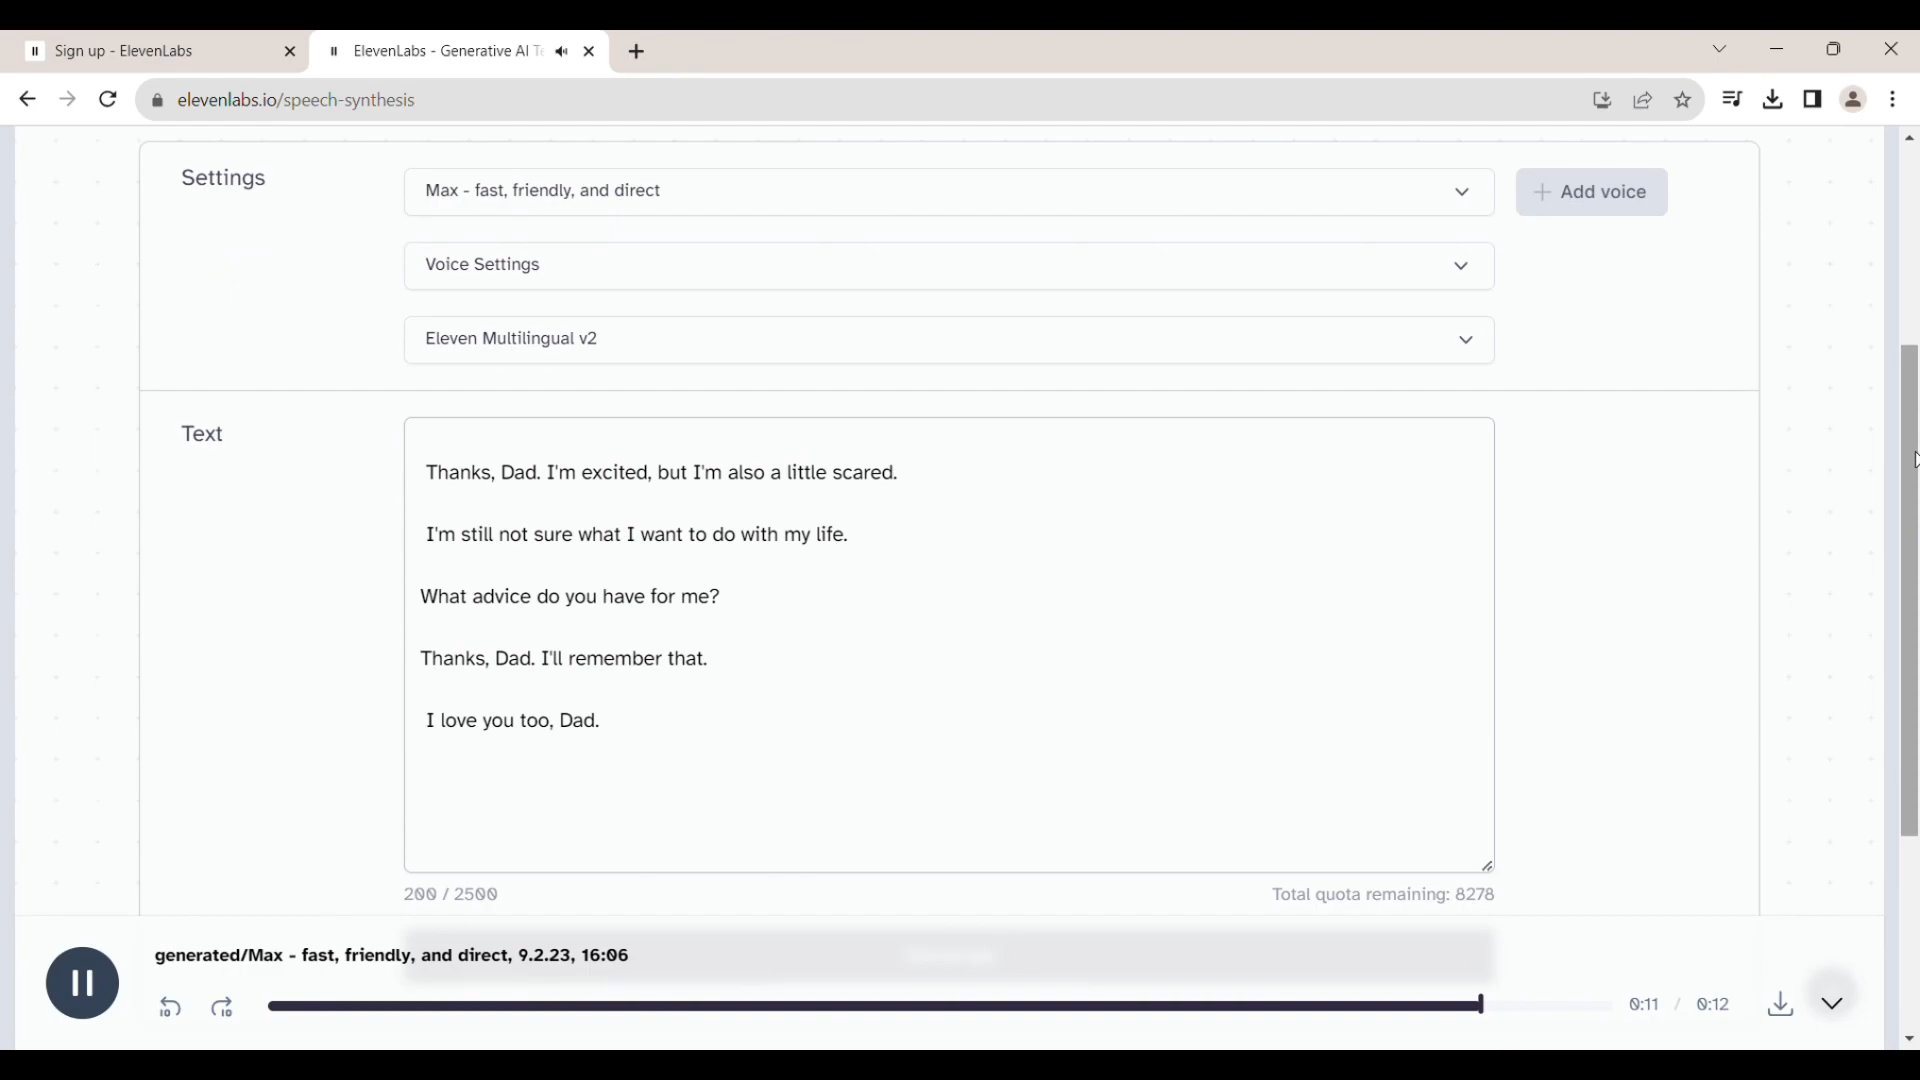 Sign up - ElevenLabs
ElevenLabs - Generative AI Te
elevenlabs.io/speech-synthesis
Settings
Max - fast, friendly, and direct
Add voice
Voice Settings
Eleven Multilingual v2
Text
Thanks, Dad. I'm excited, but I'm also a little scared.
I'm still not sure what I want to do with my life.
What advice do you have for me?
Thanks, Dad. I'll remember that.
I love you too, Dad.
200 / 2500
Total quota remaining: 8278
generated/Max - fast, friendly, and direct, 9.2.23, 16:06
10
10
0:11 / 0:12